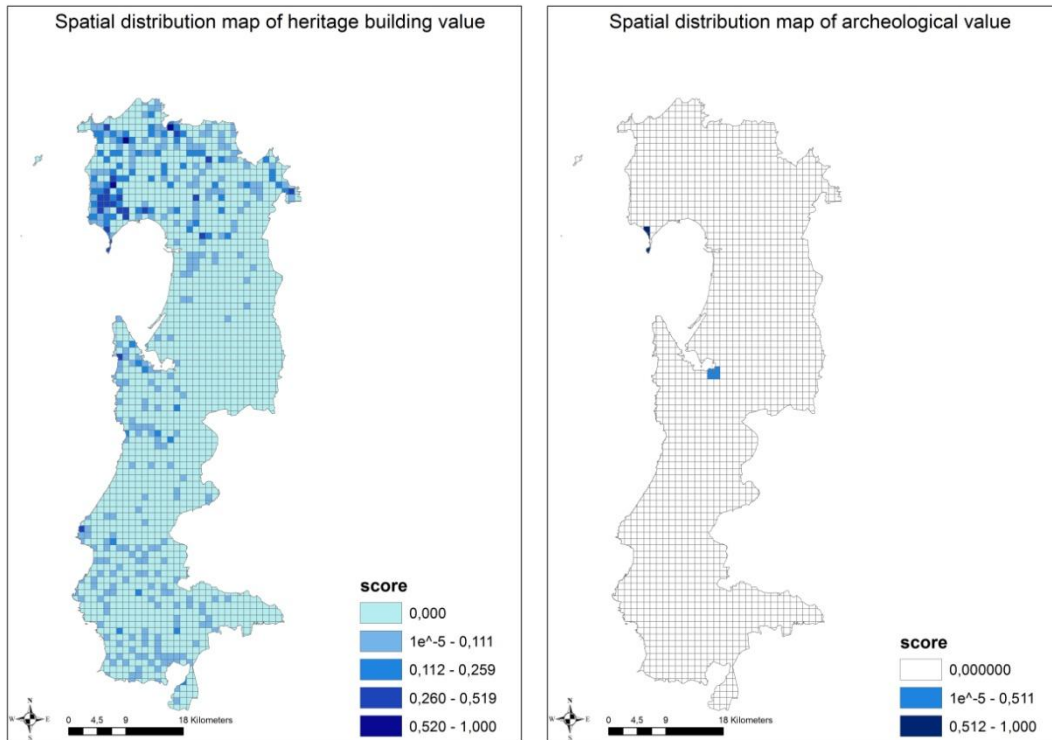 Spatial distribution map of heritage building value
score
0,000
1e^-5 - 0,111
0,112 - 0,259
0,260 - 0,519
0,520 - 1,000
N
W E
S
0 4,5 9 18 Kilometers
Spatial distribution map of archeological value
score
0,000000
1e^-5 - 0,511
0,512 - 1,000
N
W E
S
0 4,5 9 18 Kilometers